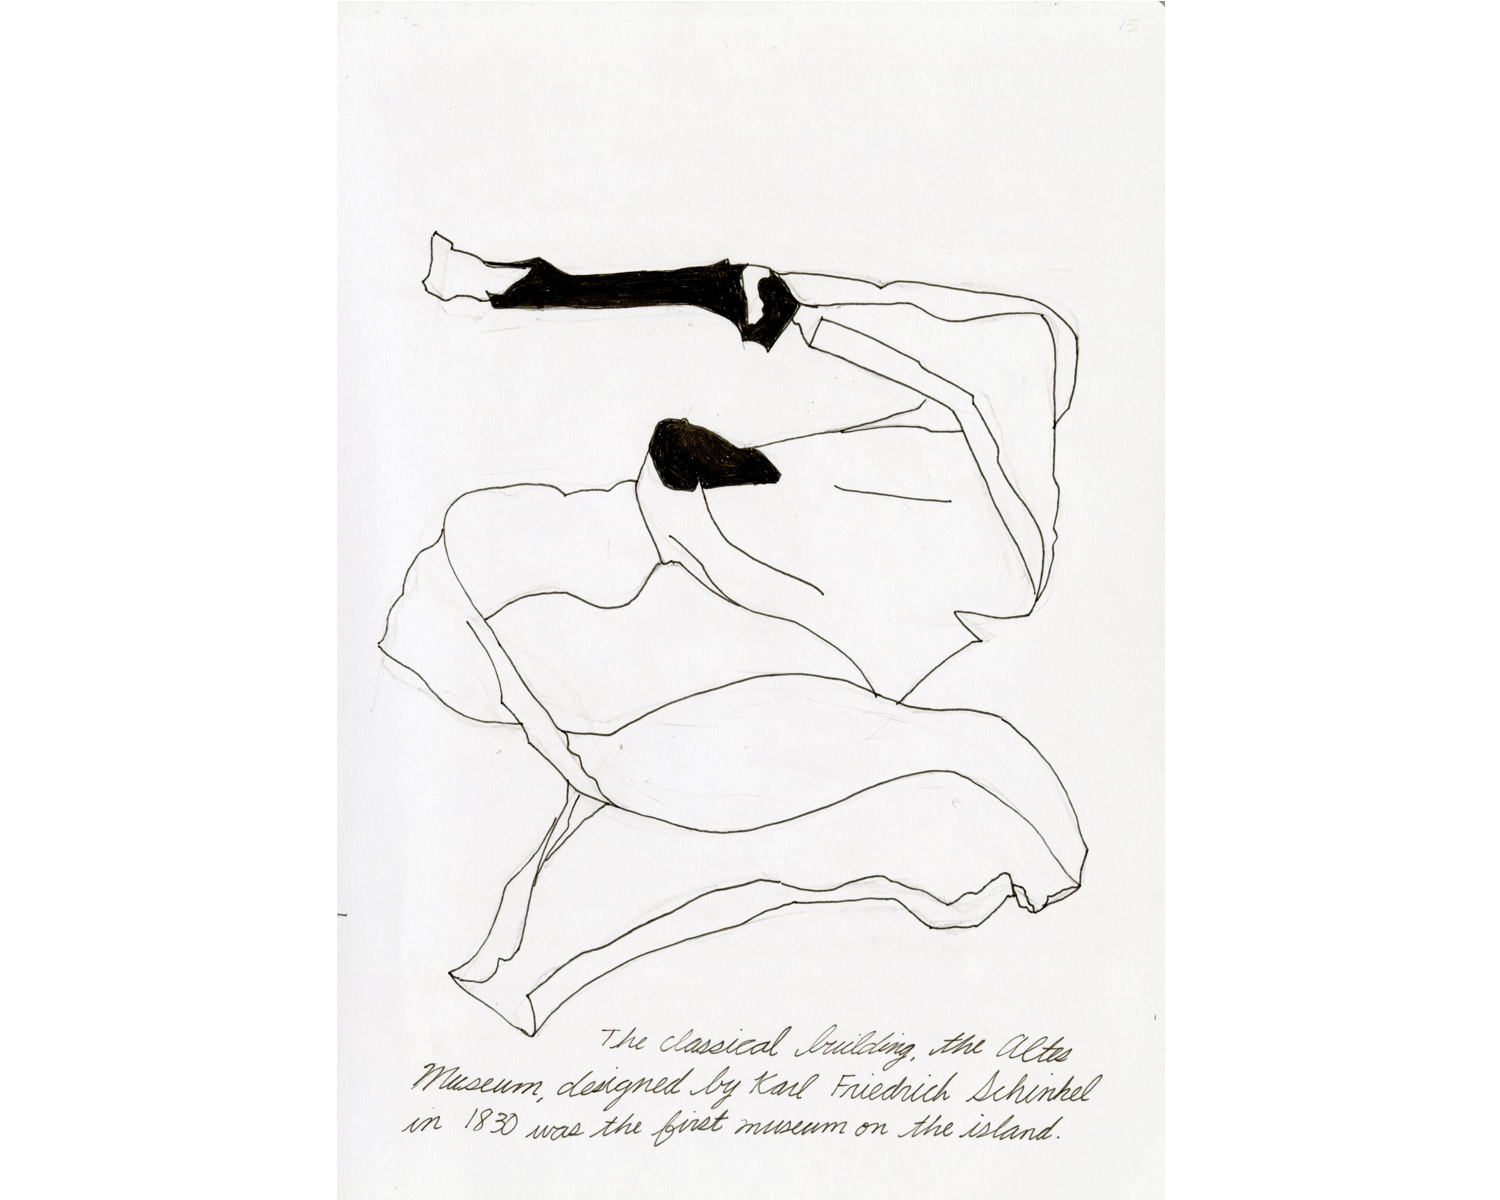 15
The classical building, the Altes
Museum, designed by Karl Friedrich Schinkel
in 1830 was the first museum on the island.